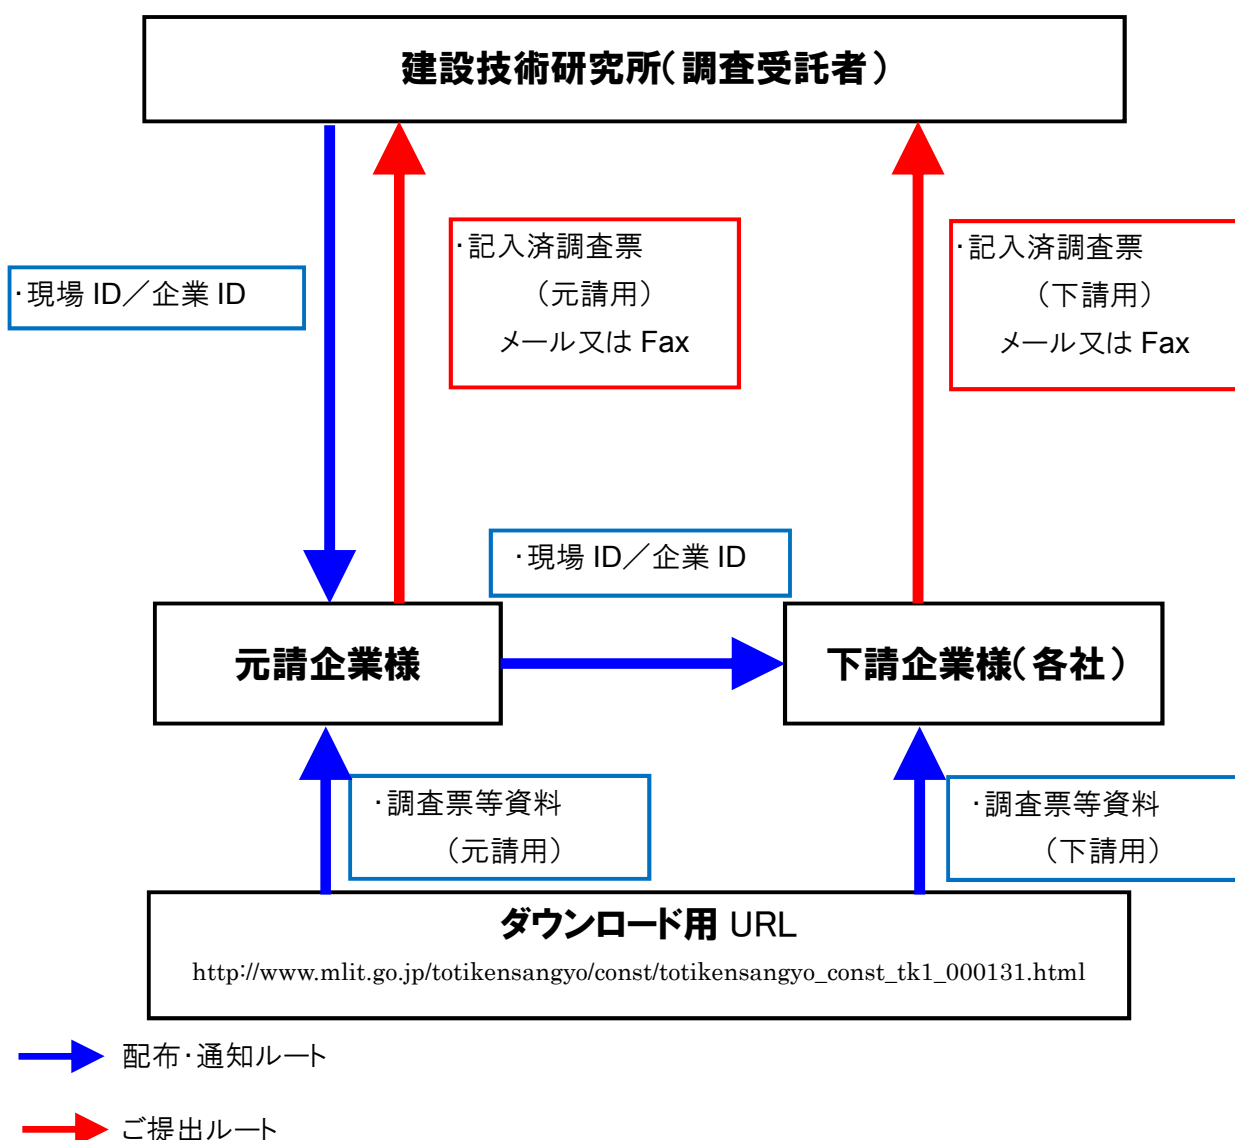 建設技術研究所(調査受託者)
・記入済調査票
(元請用)
メール又は Fax
・記入済調査票
(下請用)
メール又は Fax
・現場 ID/企業 ID
・現場 ID/企業 ID
元請企業様
下請企業様(各社)
・調査票等資料
(元請用)
・調査票等資料
(下請用)
ダウンロード用 URL
http://www.mlit.go.jp/totikensangyo/const/totikensangyo_const_tk1_000131.html
配布・通知ルート
ご提出ルート